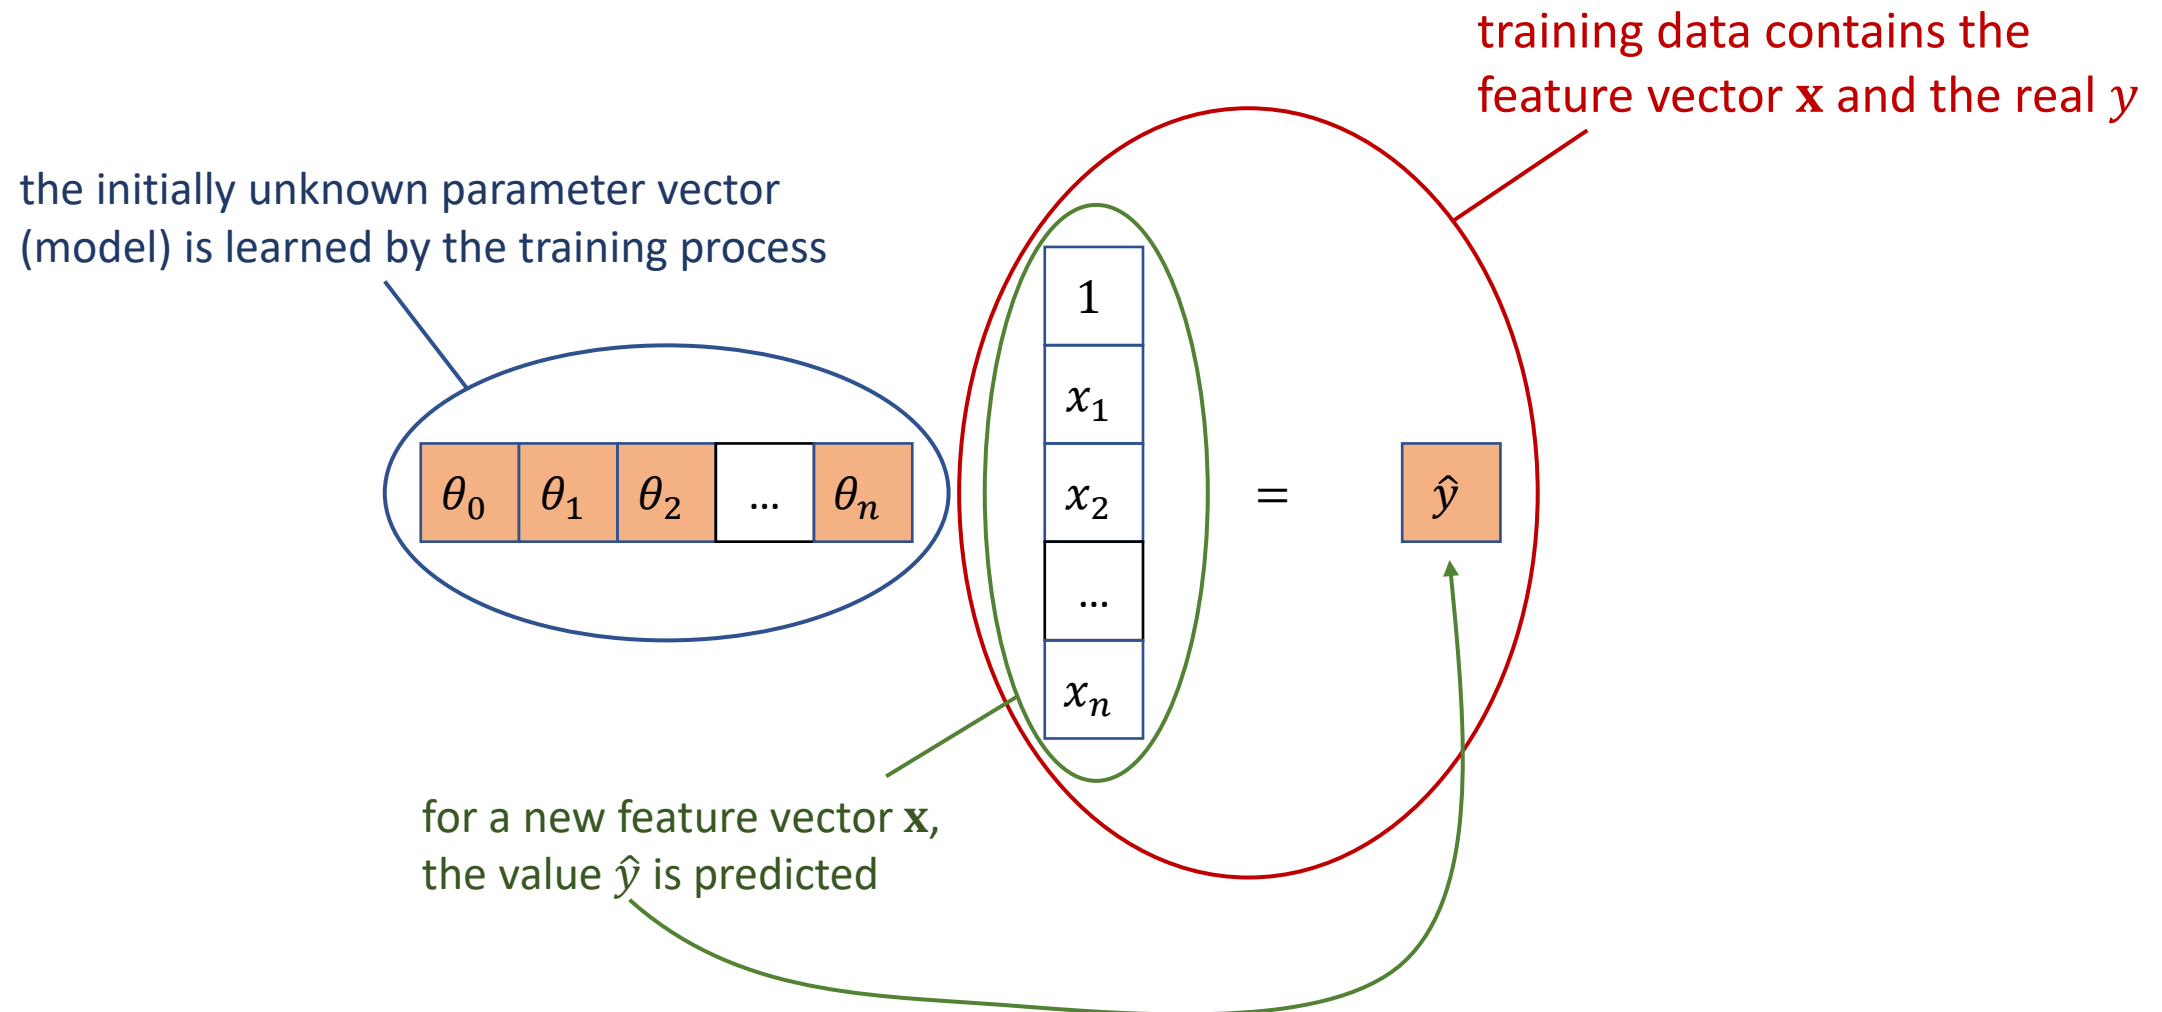 training data contains the
feature vector 𝐱 and the real 𝑦
the initially unknown parameter vector
(model) is learned by the training process
1
𝑥₁
𝜃₀ 𝜃₁ 𝜃₂ ... 𝜃ₙ 𝑥₂ = 𝑦̂
...
𝑥ₙ
for a new feature vector 𝐱,
the value 𝑦̂ is predicted